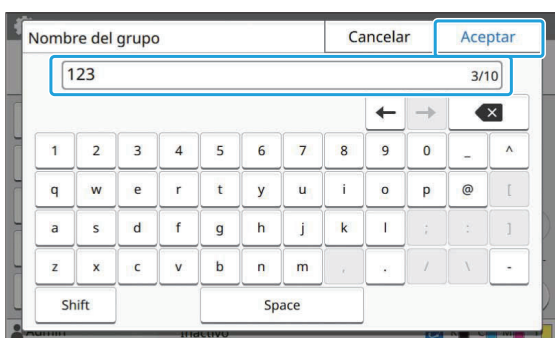 Nombre del grupo Cancelar Aceptar
123 3/10
← → ✕
1 2 3 4 5 6 7 8 9 0 _ ^
q w e r t y u i o p @ [
a s d f g h j k l ; : ]
z x c v b n m , . / \ -
Shift Space
Admin Inactivo K C M Y